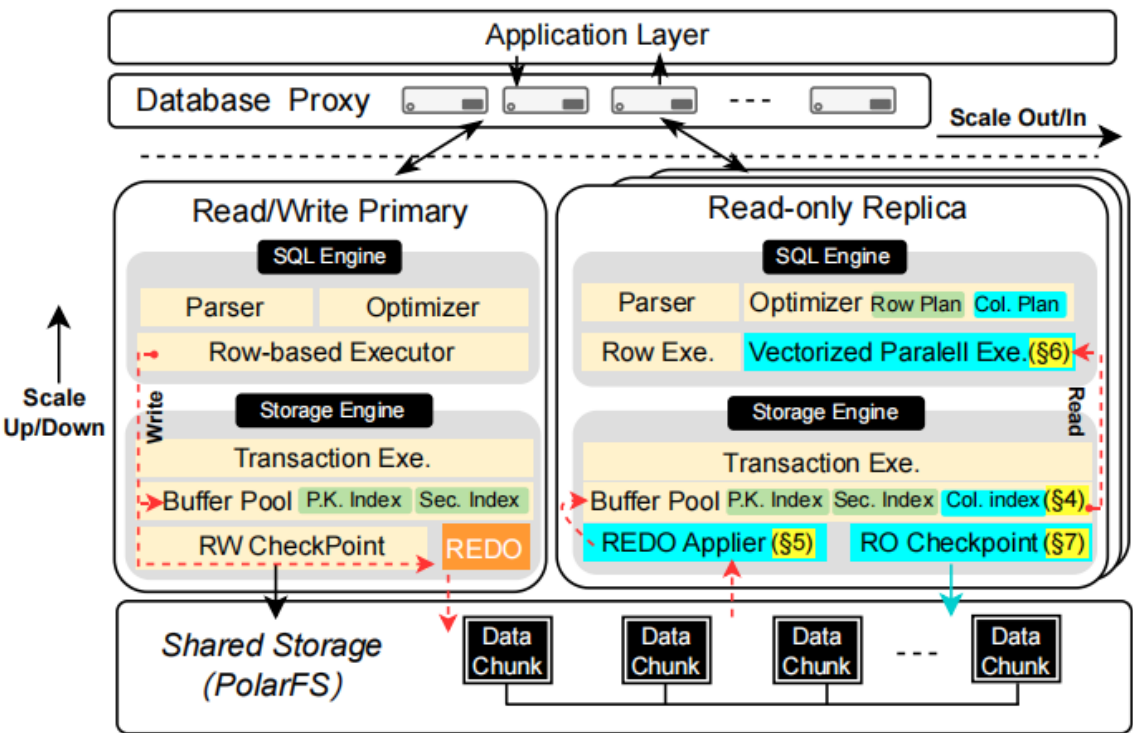 Application Layer
Database Proxy
Scale Out/In
Read/Write Primary
SQL Engine
Parser
Optimizer
Row-based Executor
Write
Storage Engine
Transaction Exe.
Buffer Pool P.K. Index Sec. Index
RW CheckPoint
REDO
Scale
Up/Down
Read-only Replica
SQL Engine
Parser
Optimizer Row Plan Col. Plan
Row Exe.
Vectorized Paralell Exe.(§6)
Read
Storage Engine
Transaction Exe.
Buffer Pool P.K. Index Sec. Index Col. index(§4)
REDO Applier (§5)
RO Checkpoint (§7)
Shared Storage
(PolarFS)
Data
Chunk
Data
Chunk
Data
Chunk
Data
Chunk